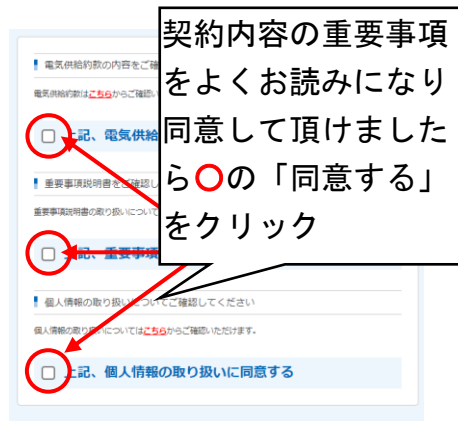 契約内容の重要事項
をよくお読みになり
同意して頂けました
ら○の「同意する」
をクリック
電気供給約款の内容をご確
電気供給約款はこちらからご確認い
上記、電気供給
重要事項説明書をご確認し
重要事項説明書の取り扱いについて
上記、重要事項
個人情報の取り扱いについてご確認してください
個人情報の取り扱いについてはこちらからご確認いただけます。
上記、個人情報の取り扱いに同意する